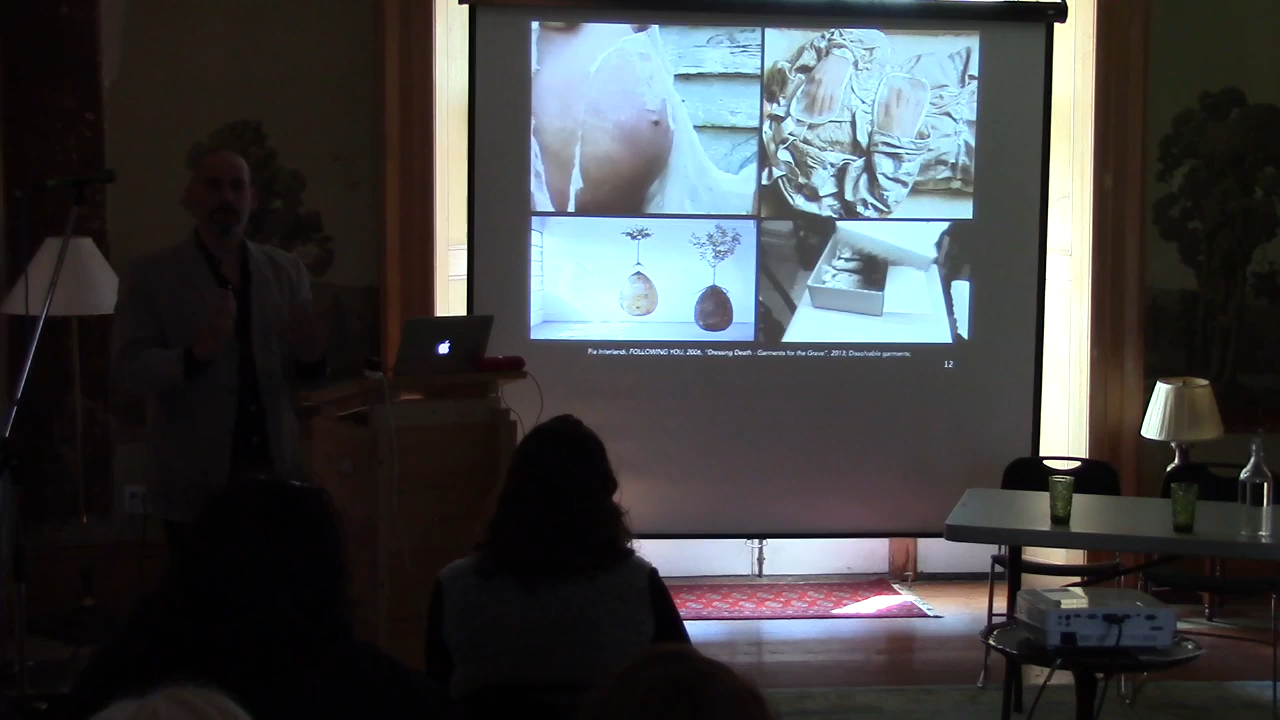 Pia Interlandi, FOLLOWING YOU, 2006, "Dressing Death - Garments for the Grave", 2013; Dissolvable garments;
12